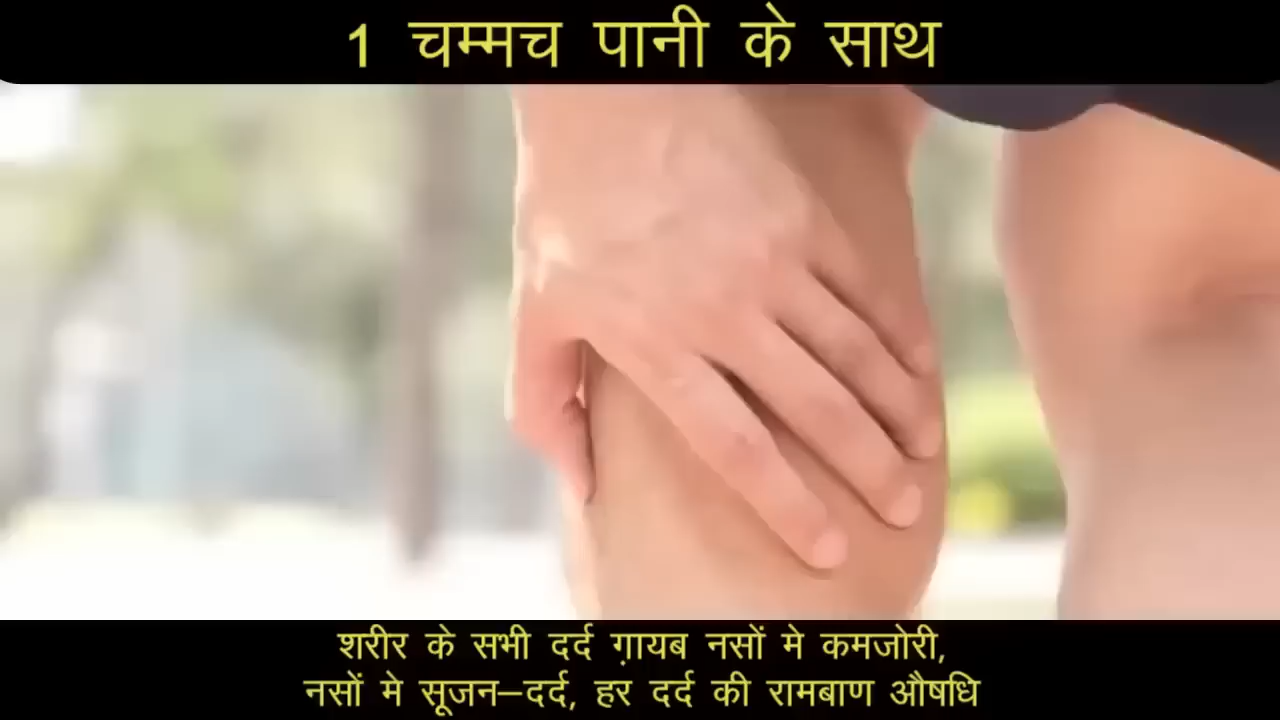 1 चम्मच पानी के साथ
शरीर के सभी दर्द ग़ायब नसों मे कमजोरी,
नसों मे सूजन–दर्द, हर दर्द की रामबाण औषधि